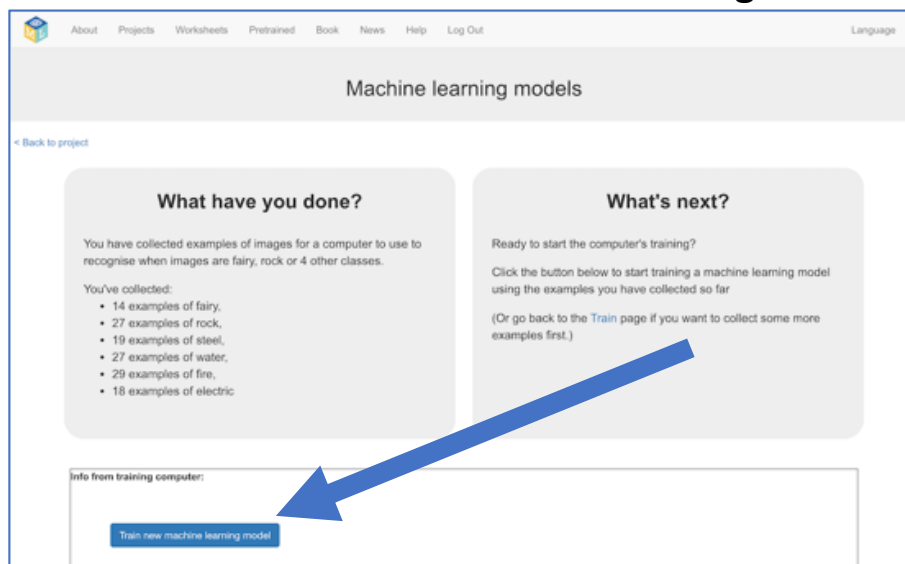 About Projects Worksheets Pretrained Book News Help Log Out Language
Machine learning models
< Back to project
What have you done?
You have collected examples of images for a computer to use to
recognise when images are fairy, rock or 4 other classes.
You've collected:
• 14 examples of fairy,
• 27 examples of rock,
• 19 examples of steel,
• 27 examples of water,
• 29 examples of fire,
• 18 examples of electric
What's next?
Ready to start the computer's training?
Click the button below to start training a machine learning model
using the examples you have collected so far
(Or go back to the Train page if you want to collect some more
examples first.)
Info from training computer:
Train new machine learning model